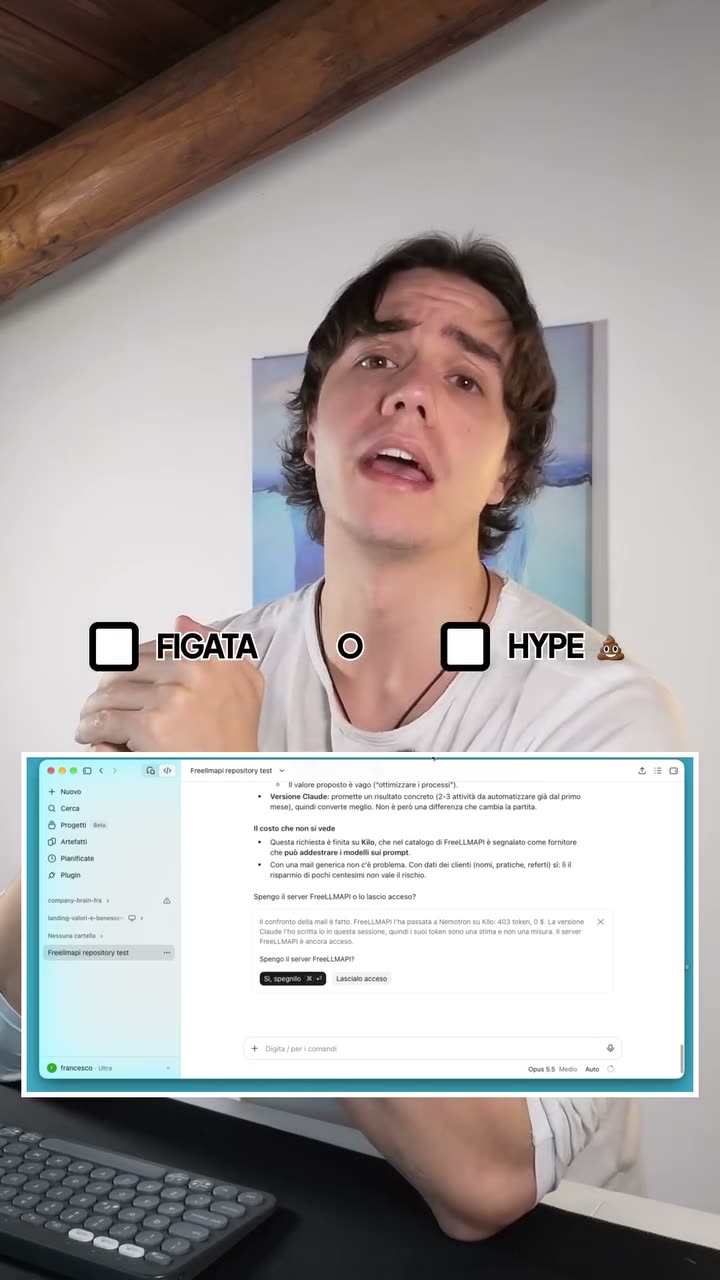 FIGATA O HYPE 💩
Freellmapi repository test
Nuovo
Cerca
Progetti Beta
Artefatti
Pianificate
Plugin
company-brain-fra
landing-valori-e-benesse
Nessuna cartella
Freellmapi repository test
francesco · Ultra
Il valore proposto è vago ("ottimizzare i processi").
Versione Claude: promette un risultato concreto (2-3 attività da automatizzare già dal primo
mese), quindi converte meglio. Non è però una differenza che cambia la partita.
Il costo che non si vede
Questa richiesta è finita su Kilo, che nel catalogo di FreeLLMAPI è segnalato come fornitore
che può addestrare i modelli sui prompt.
Con una mail generica non c'è problema. Con dati dei clienti (nomi, pratiche, referti) sì: lì il
risparmio di pochi centesimi non vale il rischio.
Spengo il server FreeLLMAPI o lo lascio acceso?
Il confronto della mail è fatto. FreeLLMAPI l'ha passata a Nemotron su Kilo: 403 token, 0 $. La versione
Claude l'ho scritta io in questa sessione, quindi i suoi token sono una stima e non una misura. Il server
FreeLLMAPI è ancora acceso.
Spengo il server FreeLLMAPI?
Sì, spegnilo ⌘ ⏎ Lascialo acceso
Digita / per i comandi
Opus 5.5 Medio Auto